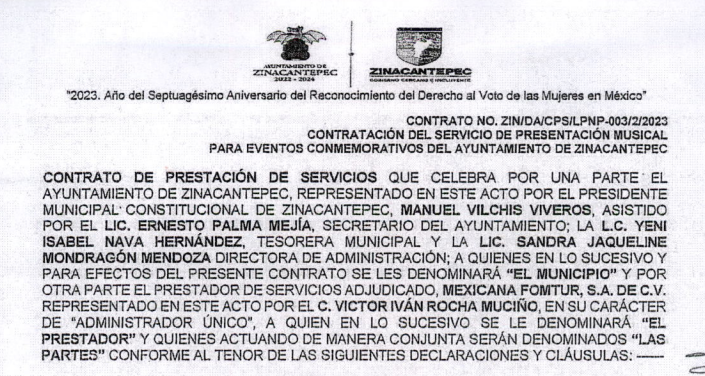 AYUNTAMIENTO DE
ZINACANTEPEC
2022 - 2024
ZINACANTEPEC
GOBIERNO CERCANO E INCLUYENTE
"2023. Año del Septuagésimo Aniversario del Reconocimiento del Derecho al Voto de las Mujeres en México"
CONTRATO NO. ZIN/DA/CPS/LPNP-003/2/2023
CONTRATACIÓN DEL SERVICIO DE PRESENTACIÓN MUSICAL
PARA EVENTOS CONMEMORATIVOS DEL AYUNTAMIENTO DE ZINACANTEPEC
CONTRATO DE PRESTACIÓN DE SERVICIOS QUE CELEBRA POR UNA PARTE EL
AYUNTAMIENTO DE ZINACANTEPEC, REPRESENTADO EN ESTE ACTO POR EL PRESIDENTE
MUNICIPAL CONSTITUCIONAL DE ZINACANTEPEC, MANUEL VILCHIS VIVEROS, ASISTIDO
POR EL LIC. ERNESTO PALMA MEJÍA, SECRETARIO DEL AYUNTAMIENTO; LA L.C. YENI
ISABEL NAVA HERNÁNDEZ, TESORERA MUNICIPAL Y LA LIC. SANDRA JAQUELINE
MONDRAGÓN MENDOZA DIRECTORA DE ADMINISTRACIÓN; A QUIENES EN LO SUCESIVO Y
PARA EFECTOS DEL PRESENTE CONTRATO SE LES DENOMINARÁ "EL MUNICIPIO" Y POR
OTRA PARTE EL PRESTADOR DE SERVICIOS ADJUDICADO, MEXICANA FOMTUR, S.A. DE C.V.
REPRESENTADO EN ESTE ACTO POR EL C. VICTOR IVÁN ROCHA MUCIÑO, EN SU CARÁCTER
DE "ADMINISTRADOR ÚNICO", A QUIEN EN LO SUCESIVO SE LE DENOMINARÁ "EL
PRESTADOR" Y QUIENES ACTUANDO DE MANERA CONJUNTA SERÁN DENOMINADOS "LAS
PARTES" CONFORME AL TENOR DE LAS SIGUIENTES DECLARACIONES Y CLÁUSULAS: -----